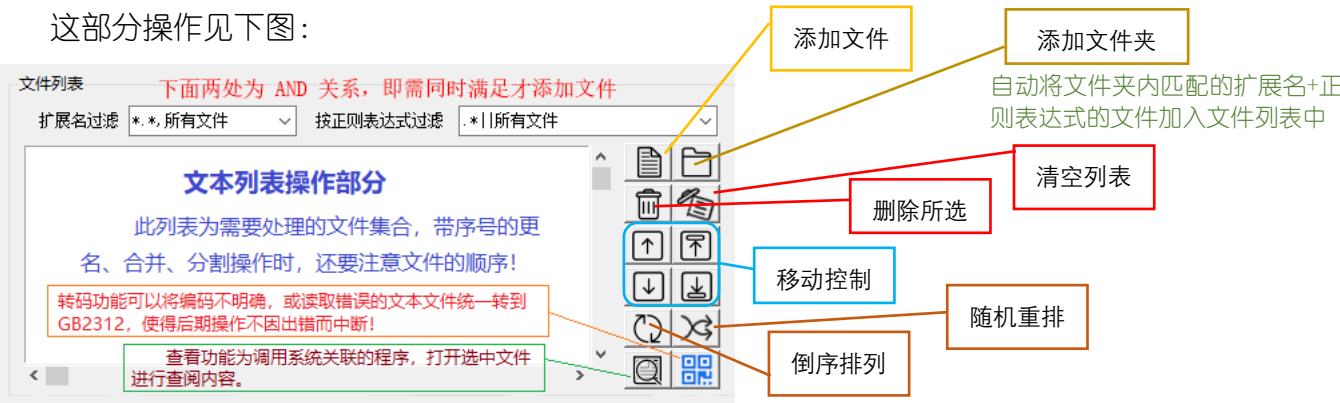 这部分操作见下图：
添加文件
添加文件夹
自动将文件夹内匹配的扩展名+正
则表达式的文件加入文件列表中
文件列表
下面两处为 AND 关系，即需同时满足才添加文件
扩展名过滤 *.*,所有文件 按正则表达式过滤 .*||所有文件
清空列表
删除所选
文本列表操作部分
此列表为需要处理的文件集合，带序号的更
名、合并、分割操作时，还要注意文件的顺序！
移动控制
转码功能可以将编码不明确，或读取错误的文本文件统一转到
GB2312，使得后期操作不因出错而中断！
随机重排
倒序排列
查看功能为调用系统关联的程序，打开选中文件
进行查阅内容。